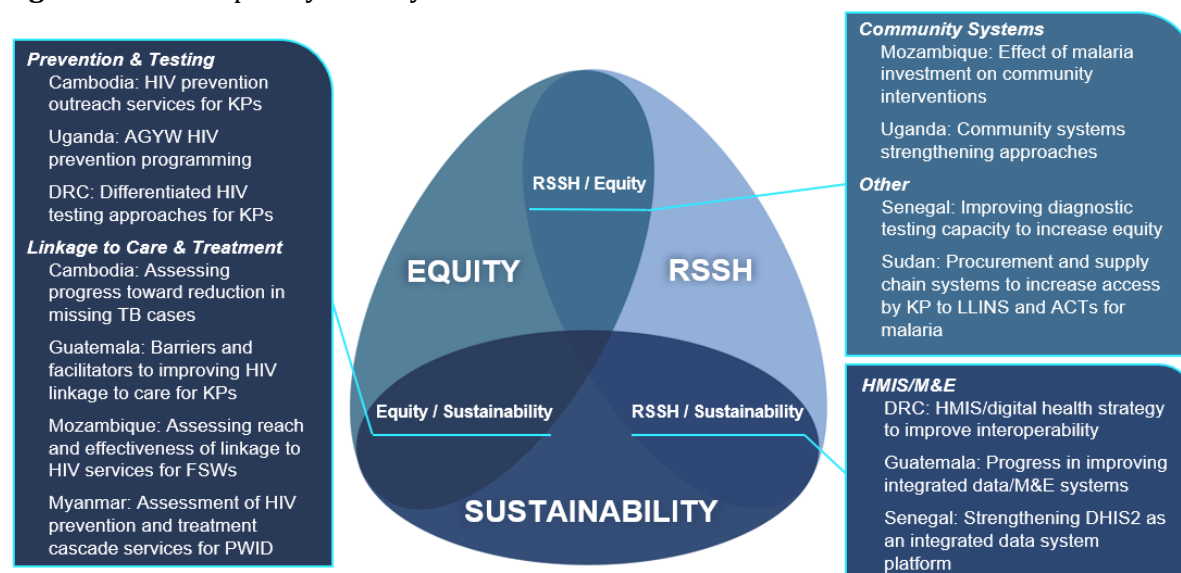 Prevention & Testing
Cambodia: HIV prevention
outreach services for KPs
Uganda: AGYW HIV
prevention programming
DRC: Differentiated HIV
testing approaches for KPs
Linkage to Care & Treatment
Cambodia: Assessing
progress toward reduction in
missing TB cases
Guatemala: Barriers and
facilitators to improving HIV
linkage to care for KPs
Mozambique: Assessing reach
and effectiveness of linkage to
HIV services for FSWs
Myanmar: Assessment of HIV
prevention and treatment
cascade services for PWID
RSSH / Equity
EQUITY
RSSH
Equity / Sustainability
RSSH / Sustainability
SUSTAINABILITY
Community Systems
Mozambique: Effect of malaria
investment on community
interventions
Uganda: Community systems
strengthening approaches
Other
Senegal: Improving diagnostic
testing capacity to increase equity
Sudan: Procurement and supply
chain systems to increase access
by KP to LLINS and ACTs for
malaria
HMIS/M&E
DRC: HMIS/digital health strategy
to improve interoperability
Guatemala: Progress in improving
integrated data/M&E systems
Senegal: Strengthening DHIS2 as
an integrated data system
platform